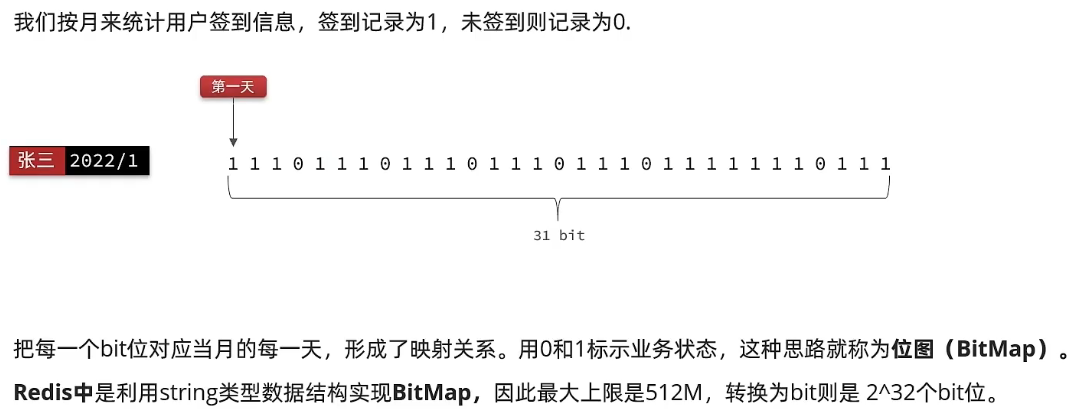 我们按月来统计用户签到信息，签到记录为1，未签到则记录为0.
第一天
张三 2022/1
1 1 1 0 1 1 1 0 1 1 1 0 1 1 1 0 1 1 1 0 1 1 1 1 1 1 1 0 1 1 1
31 bit
把每一个bit位对应当月的每一天，形成了映射关系。用0和1标示业务状态，这种思路就称为位图（BitMap）。
Redis中是利用string类型数据结构实现BitMap，因此最大上限是512M，转换为bit则是 2^32个bit位。